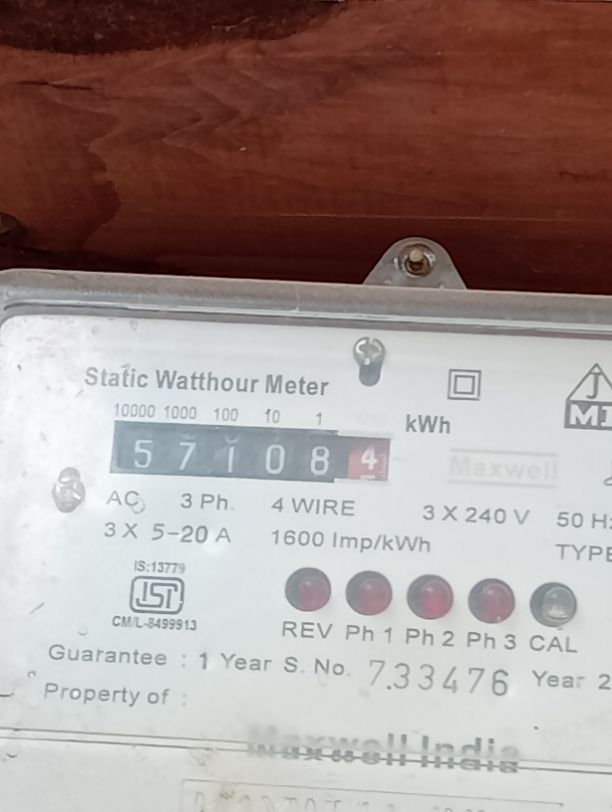 Static Watthour Meter
10000 1000 100 10 1
kWh
5 7 1 0 8 4
Maxwell
AC 3 Ph. 4 WIRE 3 X 240 V 50 Hz
3 X 5-20 A 1600 Imp/kWh TYPE
IS:13779
ISI
CM/L-8499913
REV Ph 1 Ph 2 Ph 3 CAL
Guarantee : 1 Year S. No. 733476 Year 2
Property of :
Maxwell India